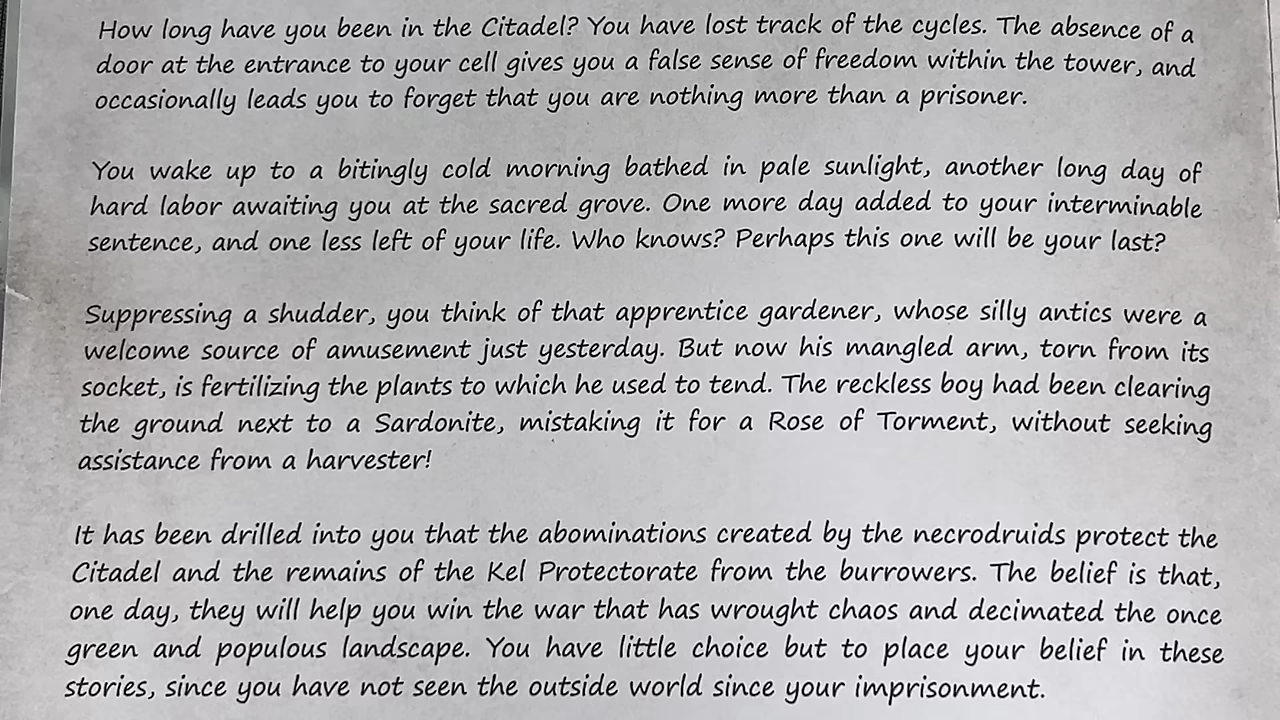 How long have you been in the Citadel? You have lost track of the cycles. The absence of a
door at the entrance to your cell gives you a false sense of freedom within the tower, and
occasionally leads you to forget that you are nothing more than a prisoner.
You wake up to a bitingly cold morning bathed in pale sunlight, another long day of
hard labor awaiting you at the sacred grove. One more day added to your interminable
sentence, and one less left of your life. Who knows? Perhaps this one will be your last?
Suppressing a shudder, you think of that apprentice gardener, whose silly antics were a
welcome source of amusement just yesterday. But now his mangled arm, torn from its
socket, is fertilizing the plants to which he used to tend. The reckless boy had been clearing
the ground next to a Sardonite, mistaking it for a Rose of Torment, without seeking
assistance from a harvester!
It has been drilled into you that the abominations created by the necrodruids protect the
Citadel and the remains of the Kel Protectorate from the burrowers. The belief is that,
one day, they will help you win the war that has wrought chaos and decimated the once
green and populous landscape. You have little choice but to place your belief in these
stories, since you have not seen the outside world since your imprisonment.